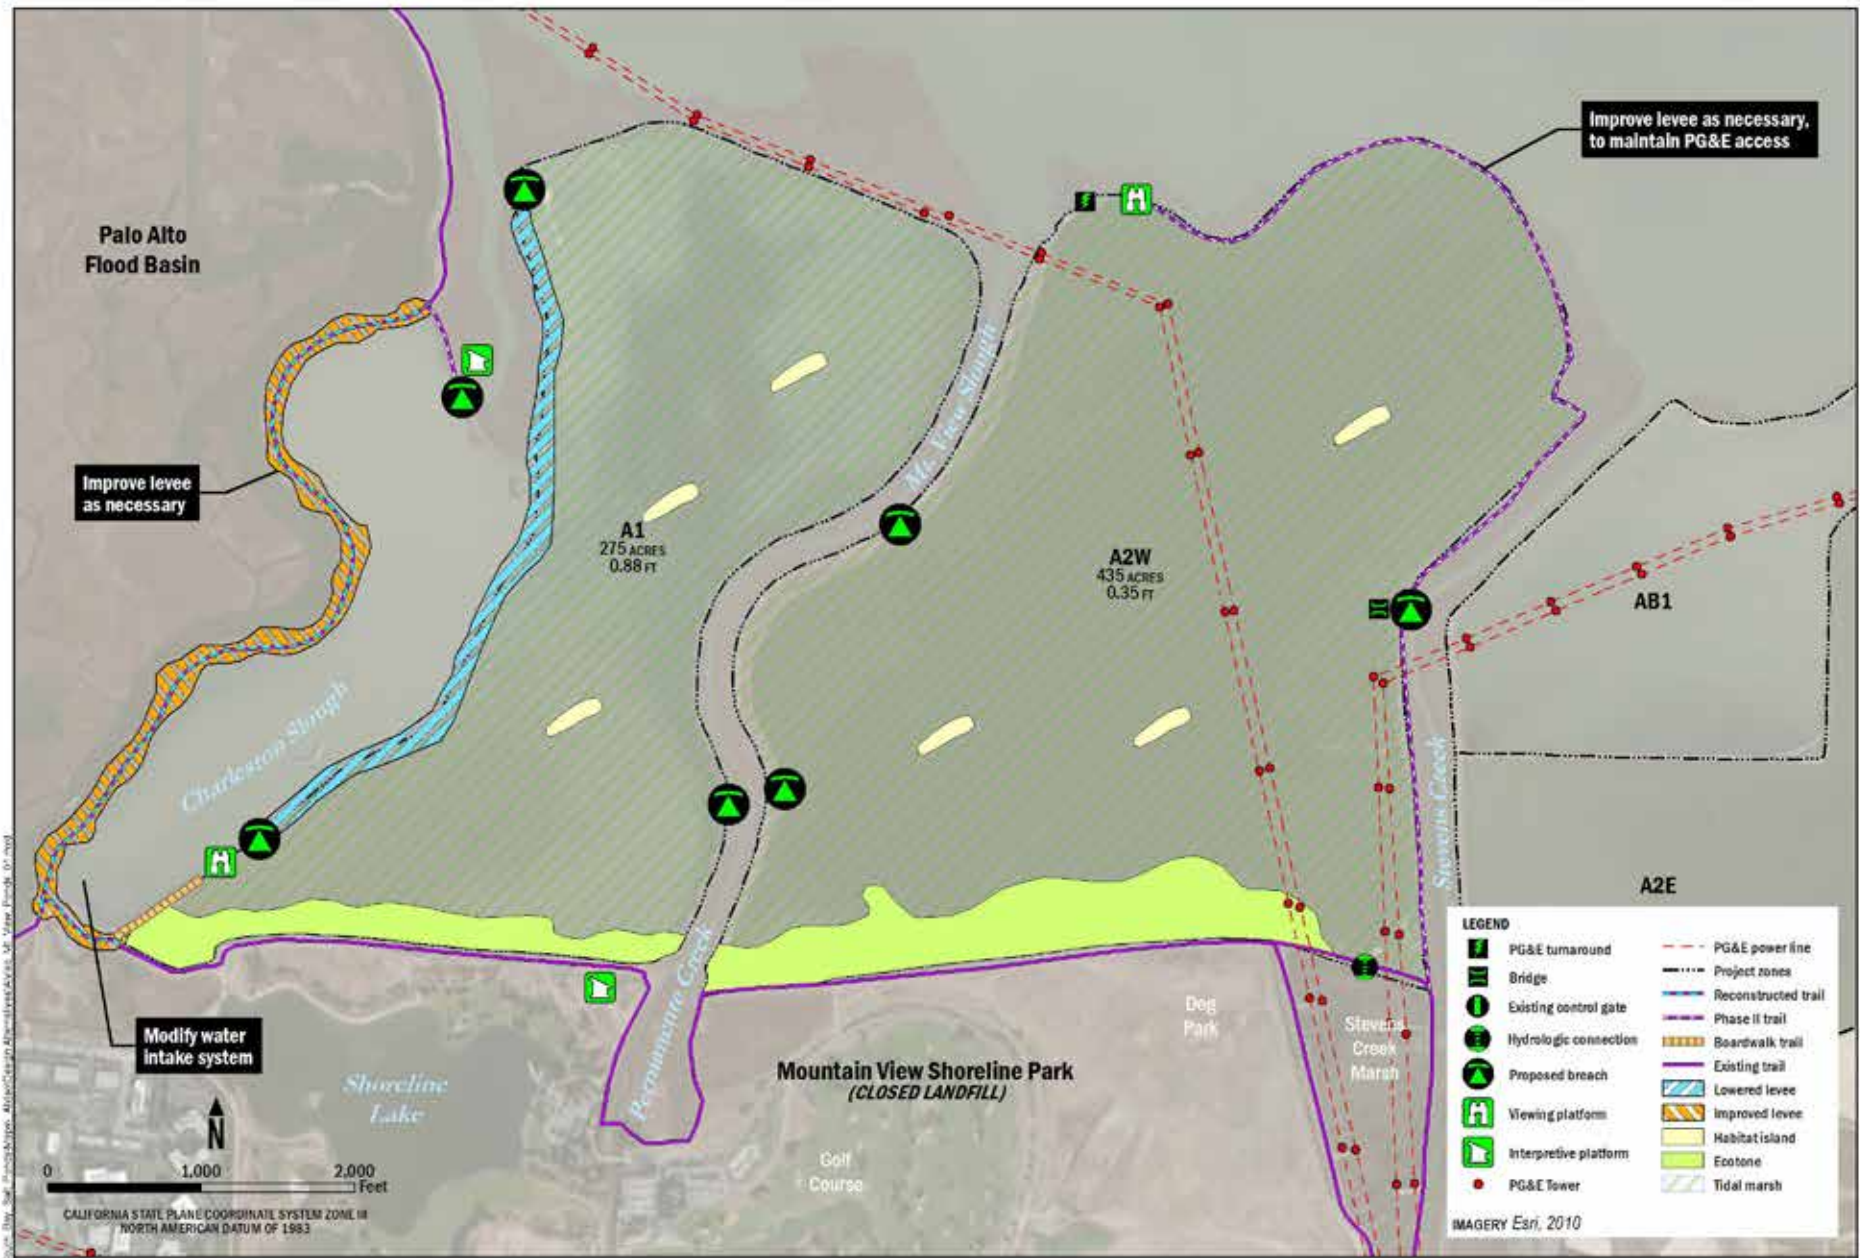 Improve levee as necessary,
to maintain PG&E access
Palo Alto
Flood Basin
Mt. View Slough
Improve levee
as necessary
A1
275 ACRES
0.88 FT
A2W
435 ACRES
0.35 FT
AB1
Charleston Slough
Stevens Creek
A2E
Permanente Creek
Modify water
intake system
Shoreline
Lake
Mountain View Shoreline Park
(CLOSED LANDFILL)
Dog
Park
Stevens
Creek
Marsh
Golf
Course
N
0 1,000 2,000
Feet
CALIFORNIA STATE PLANE COORDINATE SYSTEM ZONE III
NORTH AMERICAN DATUM OF 1983
LEGEND
PG&E turnaround
Bridge
Existing control gate
Hydrologic connection
Proposed breach
Viewing platform
Interpretive platform
PG&E Tower
PG&E power line
Project zones
Reconstructed trail
Phase II trail
Boardwalk trail
Existing trail
Lowered levee
Improved levee
Habitat island
Ecotone
Tidal marsh
IMAGERY Esri, 2010